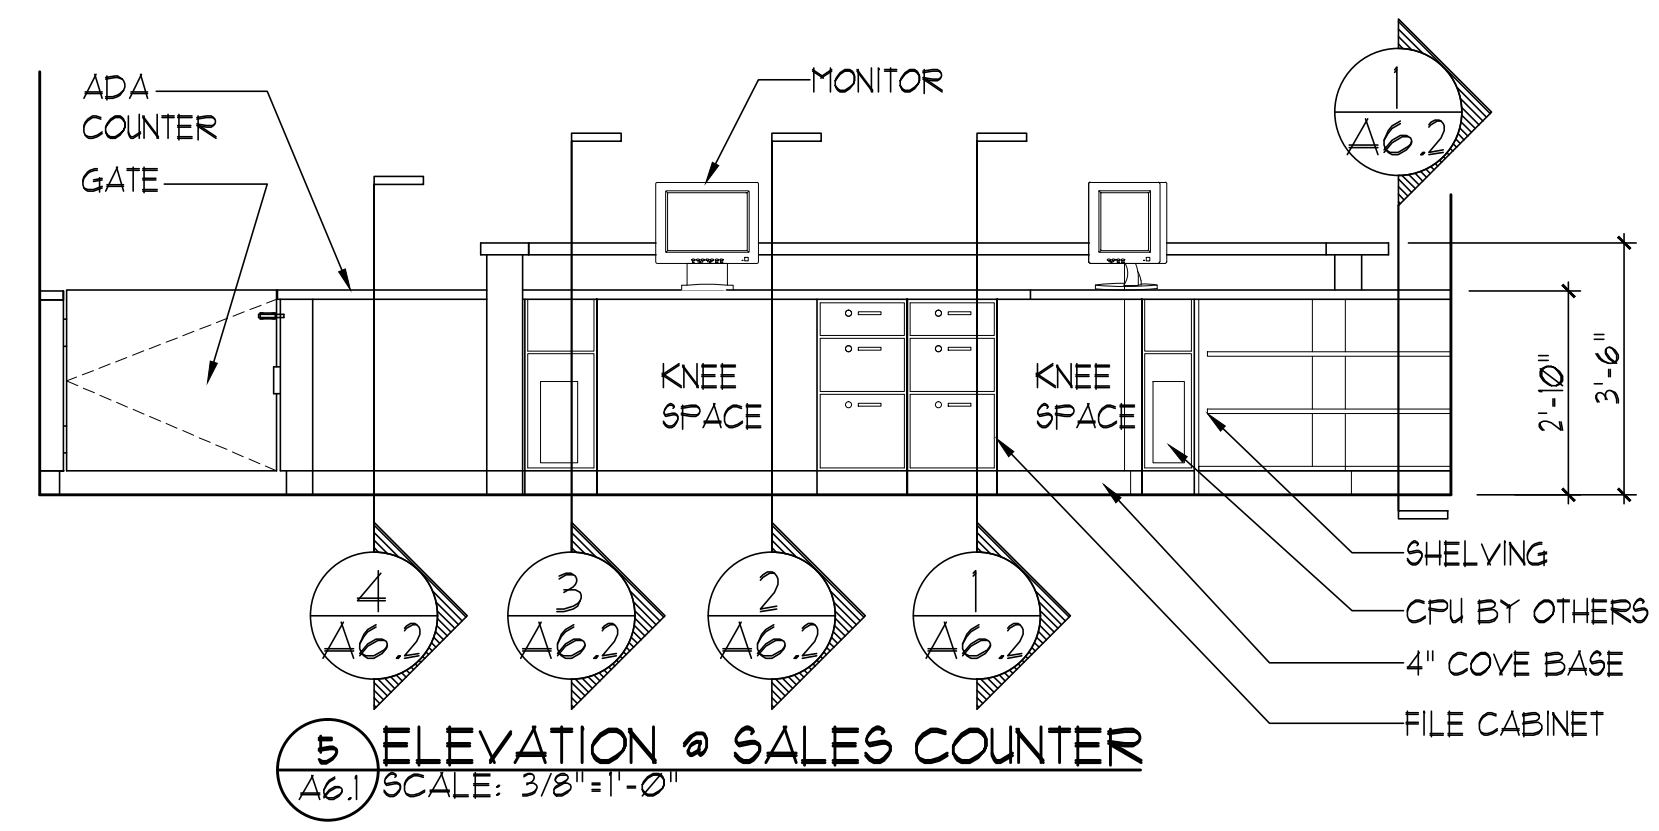 ADA
COUNTER
GATE
MONITOR
1
A6.2
KNEE
SPACE
KNEE
SPACE
2'-10"
3'-6"
SHELVING
CPU BY OTHERS
4" COVE BASE
FILE CABINET
4
A6.2
3
A6.2
2
A6.2
1
A6.2
5
A6.1
ELEVATION @ SALES COUNTER
SCALE: 3/8"=1'-0"